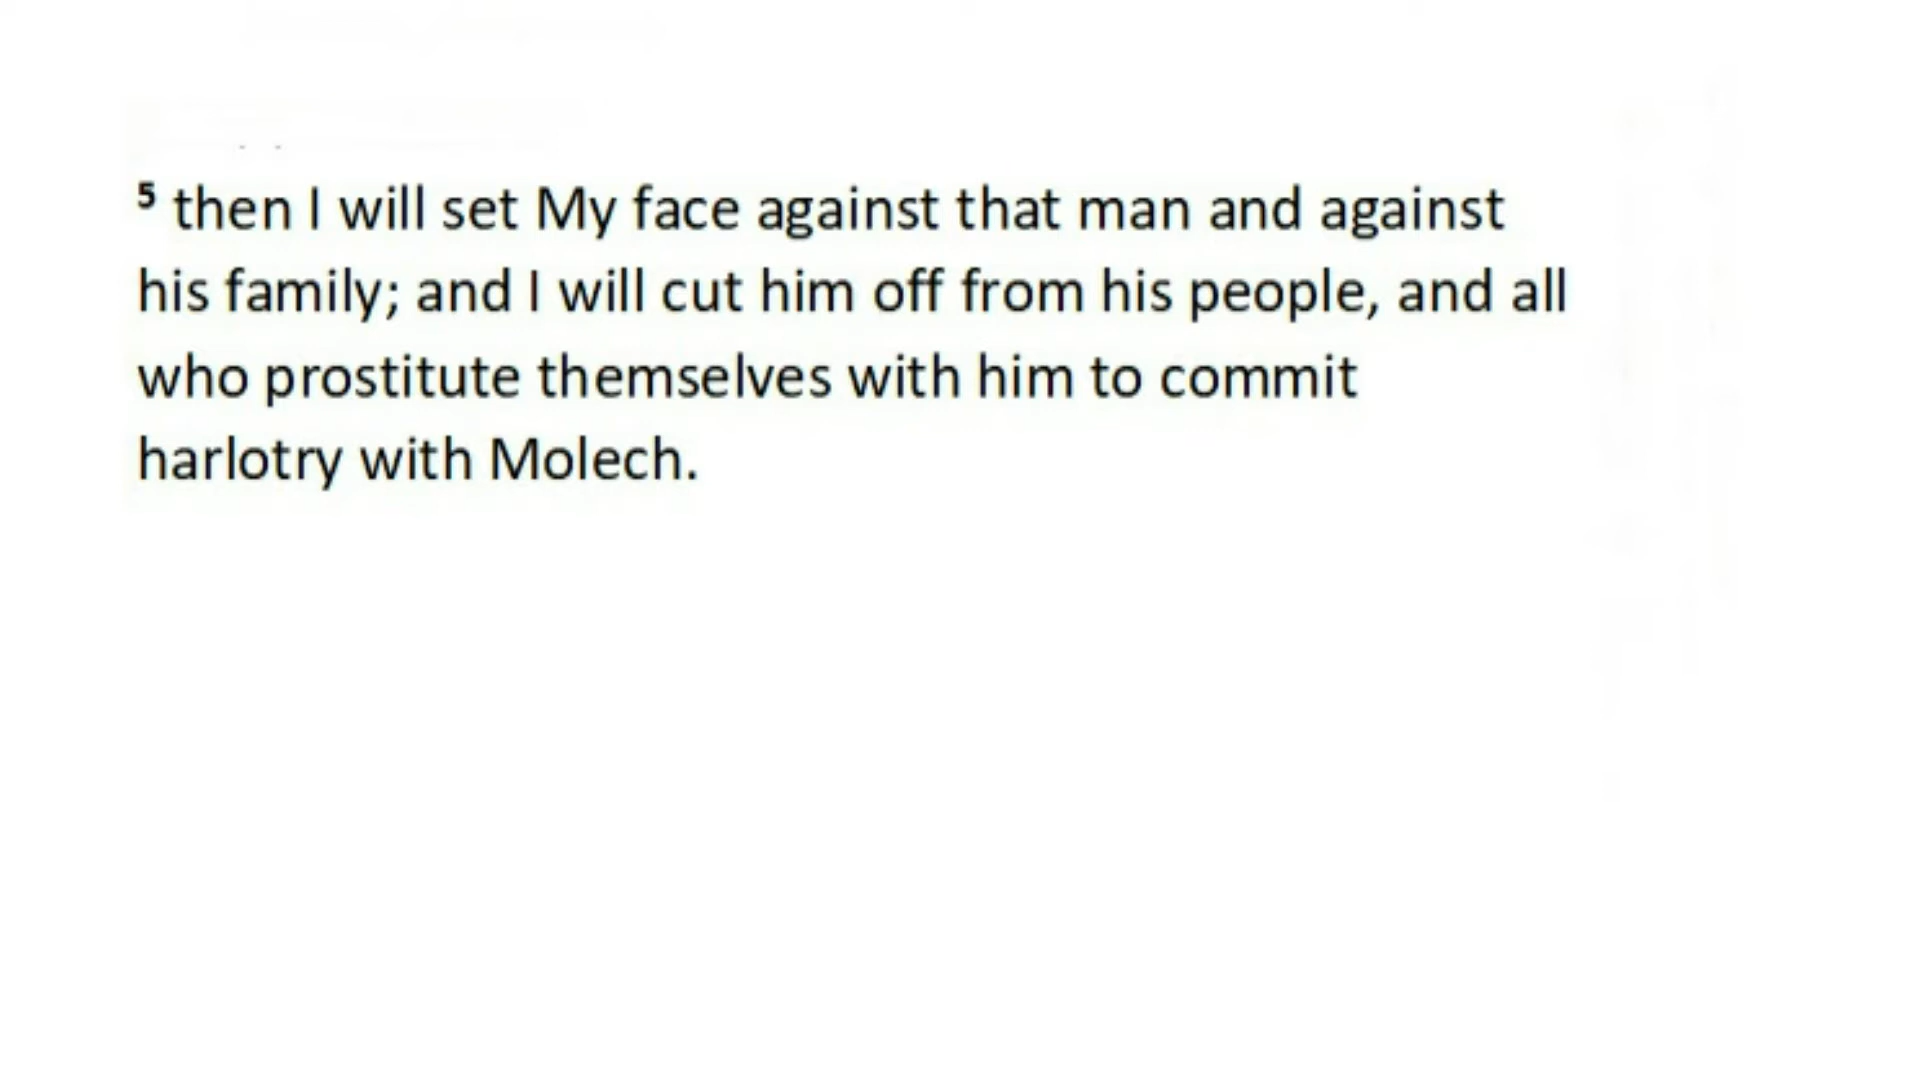 5 then I will set My face against that man and against
his family; and I will cut him off from his people, and all
who prostitute themselves with him to commit
harlotry with Molech.